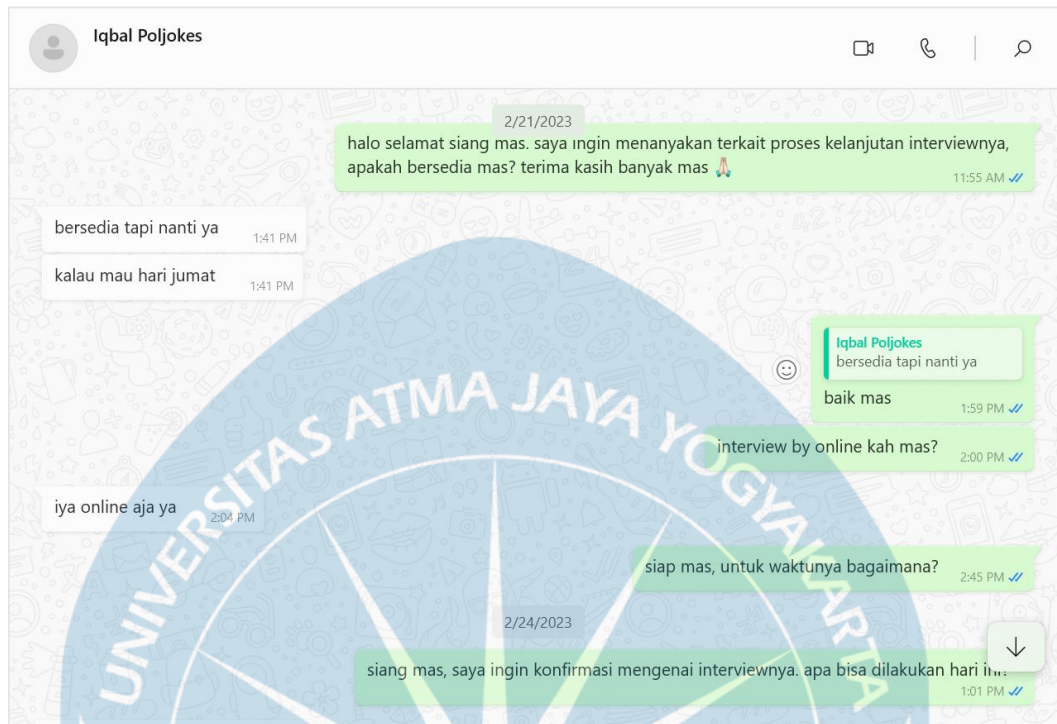 Iqbal Poljokes
2/21/2023
halo selamat siang mas. saya ingin menanyakan terkait proses kelanjutan interviewnya,
apakah bersedia mas? terima kasih banyak mas 🙏🏻
11:55 AM
bersedia tapi nanti ya
1:41 PM
kalau mau hari jumat
1:41 PM
Iqbal Poljokes
bersedia tapi nanti ya
baik mas
1:59 PM
interview by online kah mas?
2:00 PM
iya online aja ya
2:04 PM
siap mas, untuk waktunya bagaimana?
2:45 PM
2/24/2023
siang mas, saya ingin konfirmasi mengenai interviewnya. apa bisa dilakukan hari ini?
1:01 PM
UNIVERSITAS ATMA JAYA YOGYAKARTA